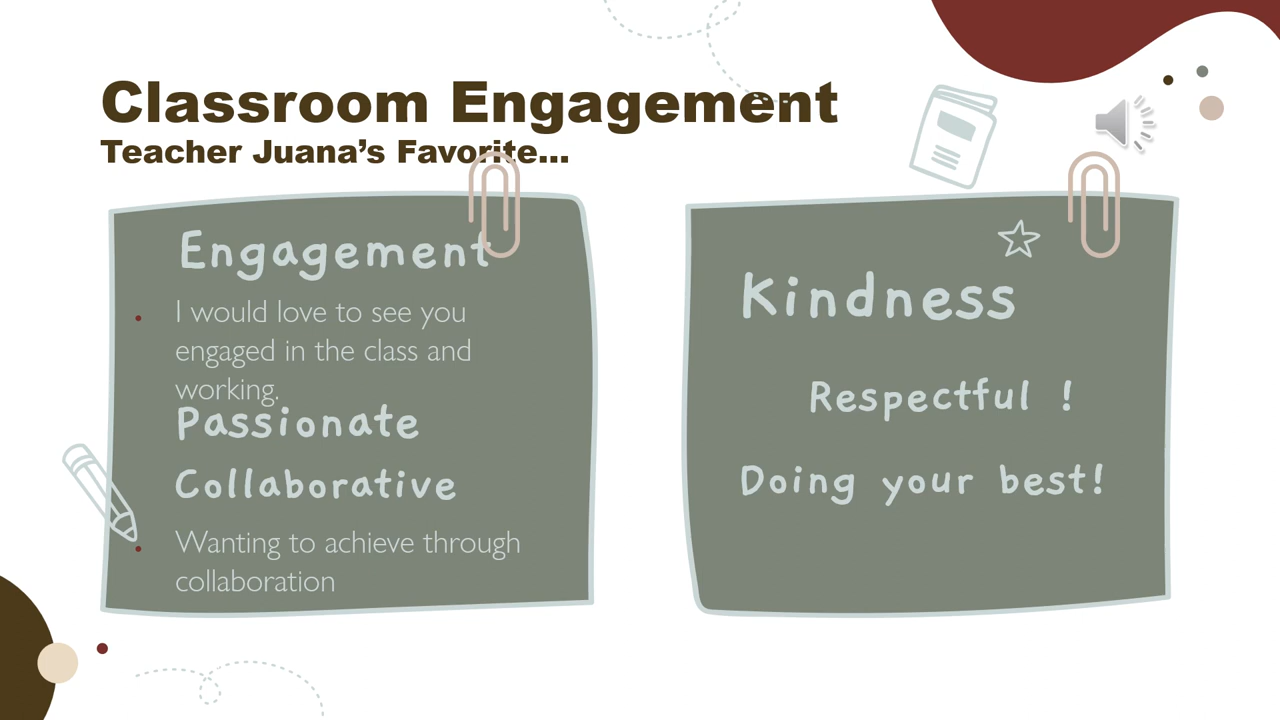 Classroom Engagement
Teacher Juana’s Favorite...
Engagement
I would love to see you
engaged in the class and
working.
Passionate
Collaborative
Wanting to achieve through
collaboration
Kindness
Respectful !
Doing your best!